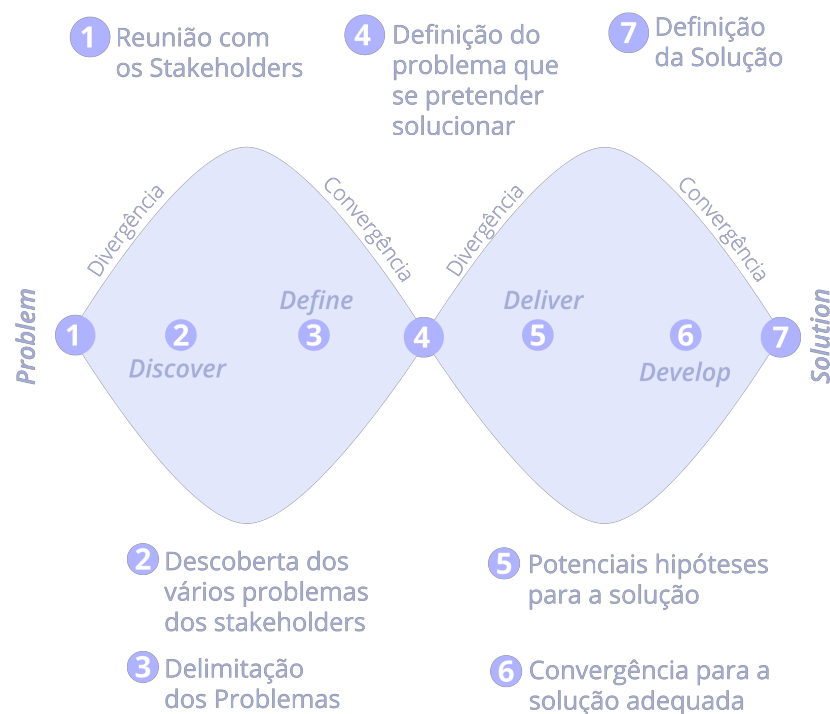 1 Reunião com
os Stakeholders
4 Definição do
problema que
se pretender
solucionar
7 Definição
da Solução
Divergência
Convergência
Divergência
Convergência
Problem
1
2
Discover
Define
3
4
Deliver
5
6
Develop
7
Solution
2 Descoberta dos
vários problemas
dos stakeholders
3 Delimitação
dos Problemas
5 Potenciais hipóteses
para a solução
6 Convergência para a
solução adequada